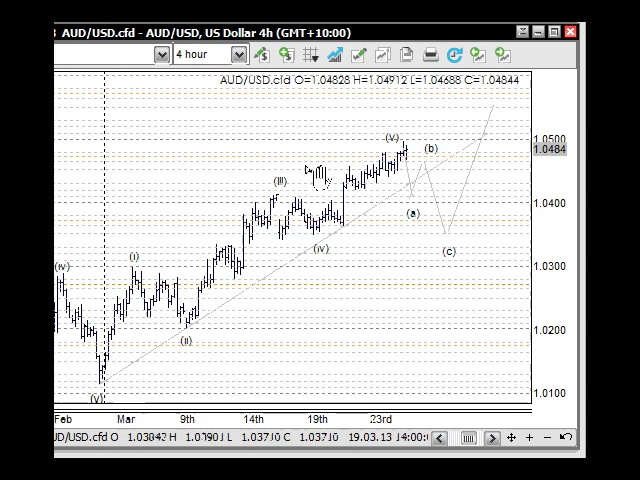 AUD/USD.cfd - AUD/USD, US Dollar 4h (GMT+10:00)
4 hour
AUD/USD.cfd O=1.04828 H=1.04912 L=1.04688 C=1.04844
(v)
(b)
1.0500
1.0484
(iii)
1.0400
(a)
(iv)
(c)
(iv)
(i)
1.0300
(ii)
1.0200
(v)
1.0100
Feb Mar 9th 14th 19th 23rd
19.03.13